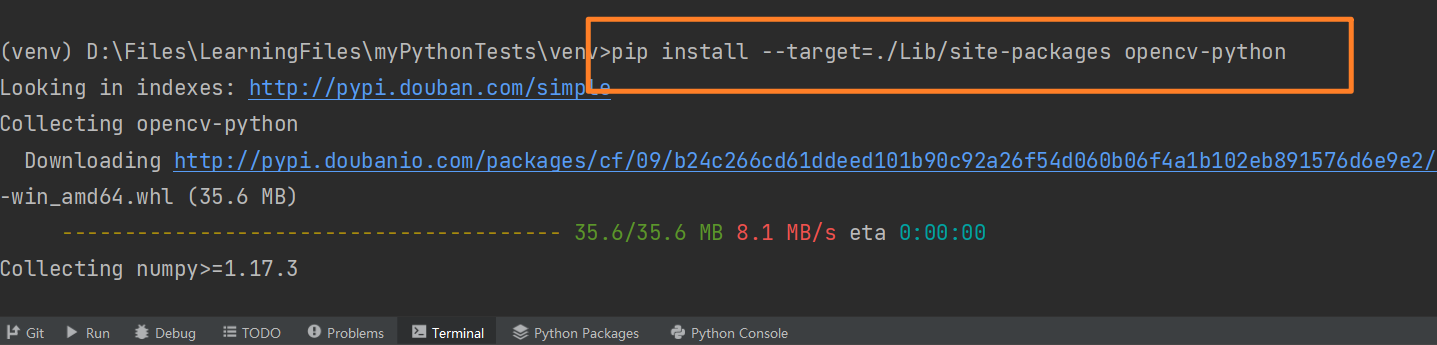 (venv) D:\Files\LearningFiles\myPythonTests\venv>pip install --target=./Lib/site-packages opencv-python
Looking in indexes: http://pypi.douban.com/simple
Collecting opencv-python
  Downloading http://pypi.doubanio.com/packages/cf/09/b24c266cd61ddeed101b90c92a26f54d060b06f4a1b102eb891576d6e9e2/
-win_amd64.whl (35.6 MB)
     ---------------------------------------- 35.6/35.6 MB 8.1 MB/s eta 0:00:00
Collecting numpy>=1.17.3
Git Run Debug TODO Problems Terminal Python Packages Python Console